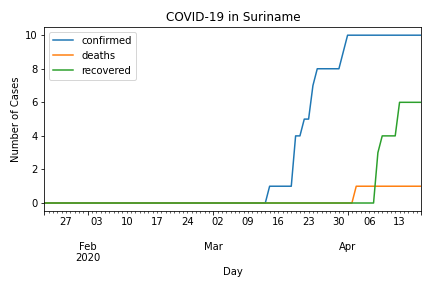 COVID-19 in Suriname
confirmed
deaths
recovered
Number of Cases
10
8
6
4
2
0
27 03 10 17 24 02 09 16 23 30 06 13
Feb Mar Apr
2020
Day